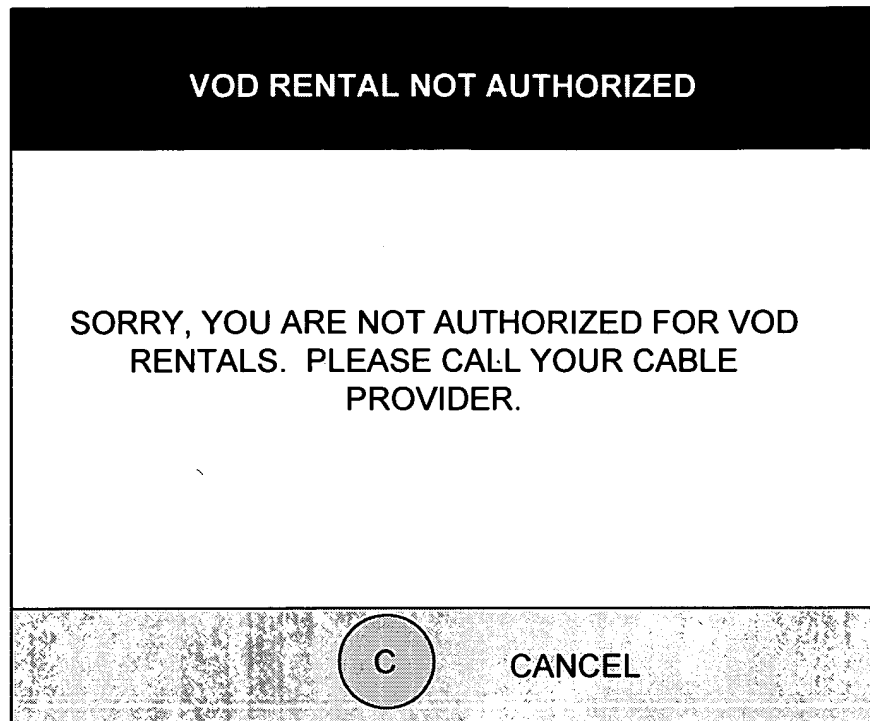 VOD RENTAL NOT AUTHORIZED
SORRY, YOU ARE NOT AUTHORIZED FOR VOD
RENTALS.  PLEASE CALL YOUR CABLE
PROVIDER.
C CANCEL